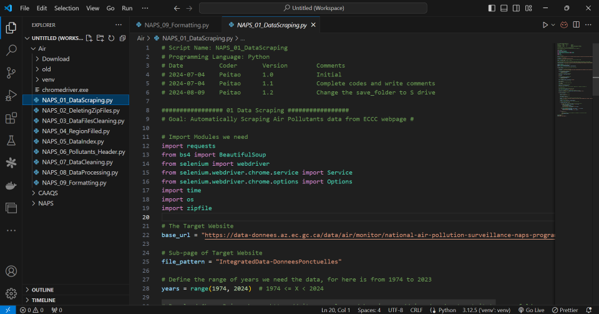 File Edit Selection View Go Run ··· Untitled (Workspace)
EXPLORER
UNTITLED (WORKS...
Air
Download
old
venv
chromedriver.exe
NAPS_01_DataScraping.py
NAPS_02_DeletingZipFiles.py
NAPS_03_DataFilesCleaning.py
NAPS_04_RegionFilled.py
NAPS_05_DataIndex.py
NAPS_06_Pollutants_Header.py
NAPS_07_DataCleaning.py
NAPS_08_DataProcessing.py
NAPS_09_Formatting.py
CAAQS
NAPS
OUTLINE
TIMELINE
NAPS_09_Formatting.py NAPS_01_DataScraping.py
Air > NAPS_01_DataScraping.py > ...
1 # Script Name: NAPS_01_DataScraping
2 # Programming Language: Python
3 # Date Coder Version Comments
4 # 2024-07-04 Peitao 1.0 Initial
5 # 2024-07-04 Peitao 1.1 Complete codes and write comments
6 # 2024-08-09 Peitao 1.2 Change the save_folder to S drive
7
8 ################# 01 Data Scraping #################
9 # Goal: Automatically Scraping Air Pollutants data from ECCC webpage #
10
11 # Import Modules we need
12 import requests
13 from bs4 import BeautifulSoup
14 from selenium import webdriver
15 from selenium.webdriver.chrome.service import Service
16 from selenium.webdriver.chrome.options import Options
17 import time
18 import os
19 import zipfile
20
21 # The Target Website
22 base_url = "https://data-donnees.az.ec.gc.ca/data/air/monitor/national-air-pollution-surveillance-naps-progra
23
24 # Sub-page of Target Website
25 file_pattern = "IntegratedData-DonneesPonctuelles"
26
27 # Define the range of years we need the data, for here is from 1974 to 2023
28 years = range(1974, 2024) # 1974 <= X < 2024
29
0 0 0 Ln 20, Col 1 Spaces: 4 UTF-8 CRLF Python 3.12.5 ('venv': venv) Go Live Prettier